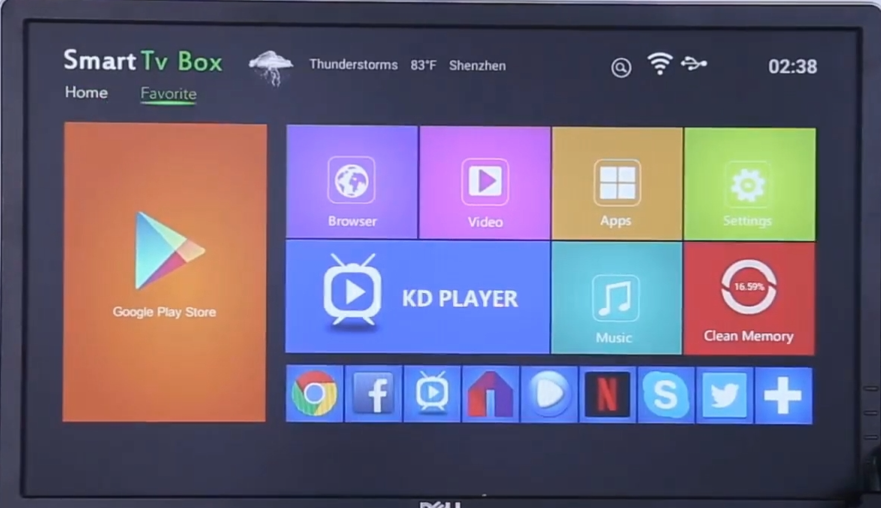 Smart Tv Box
Thunderstorms 83°F Shenzhen
02:38
Home Favorite
Google Play Store
Browser
Video
Apps
Settings
KD PLAYER
Music
16.59%
Clean Memory
f
N
S
DELL